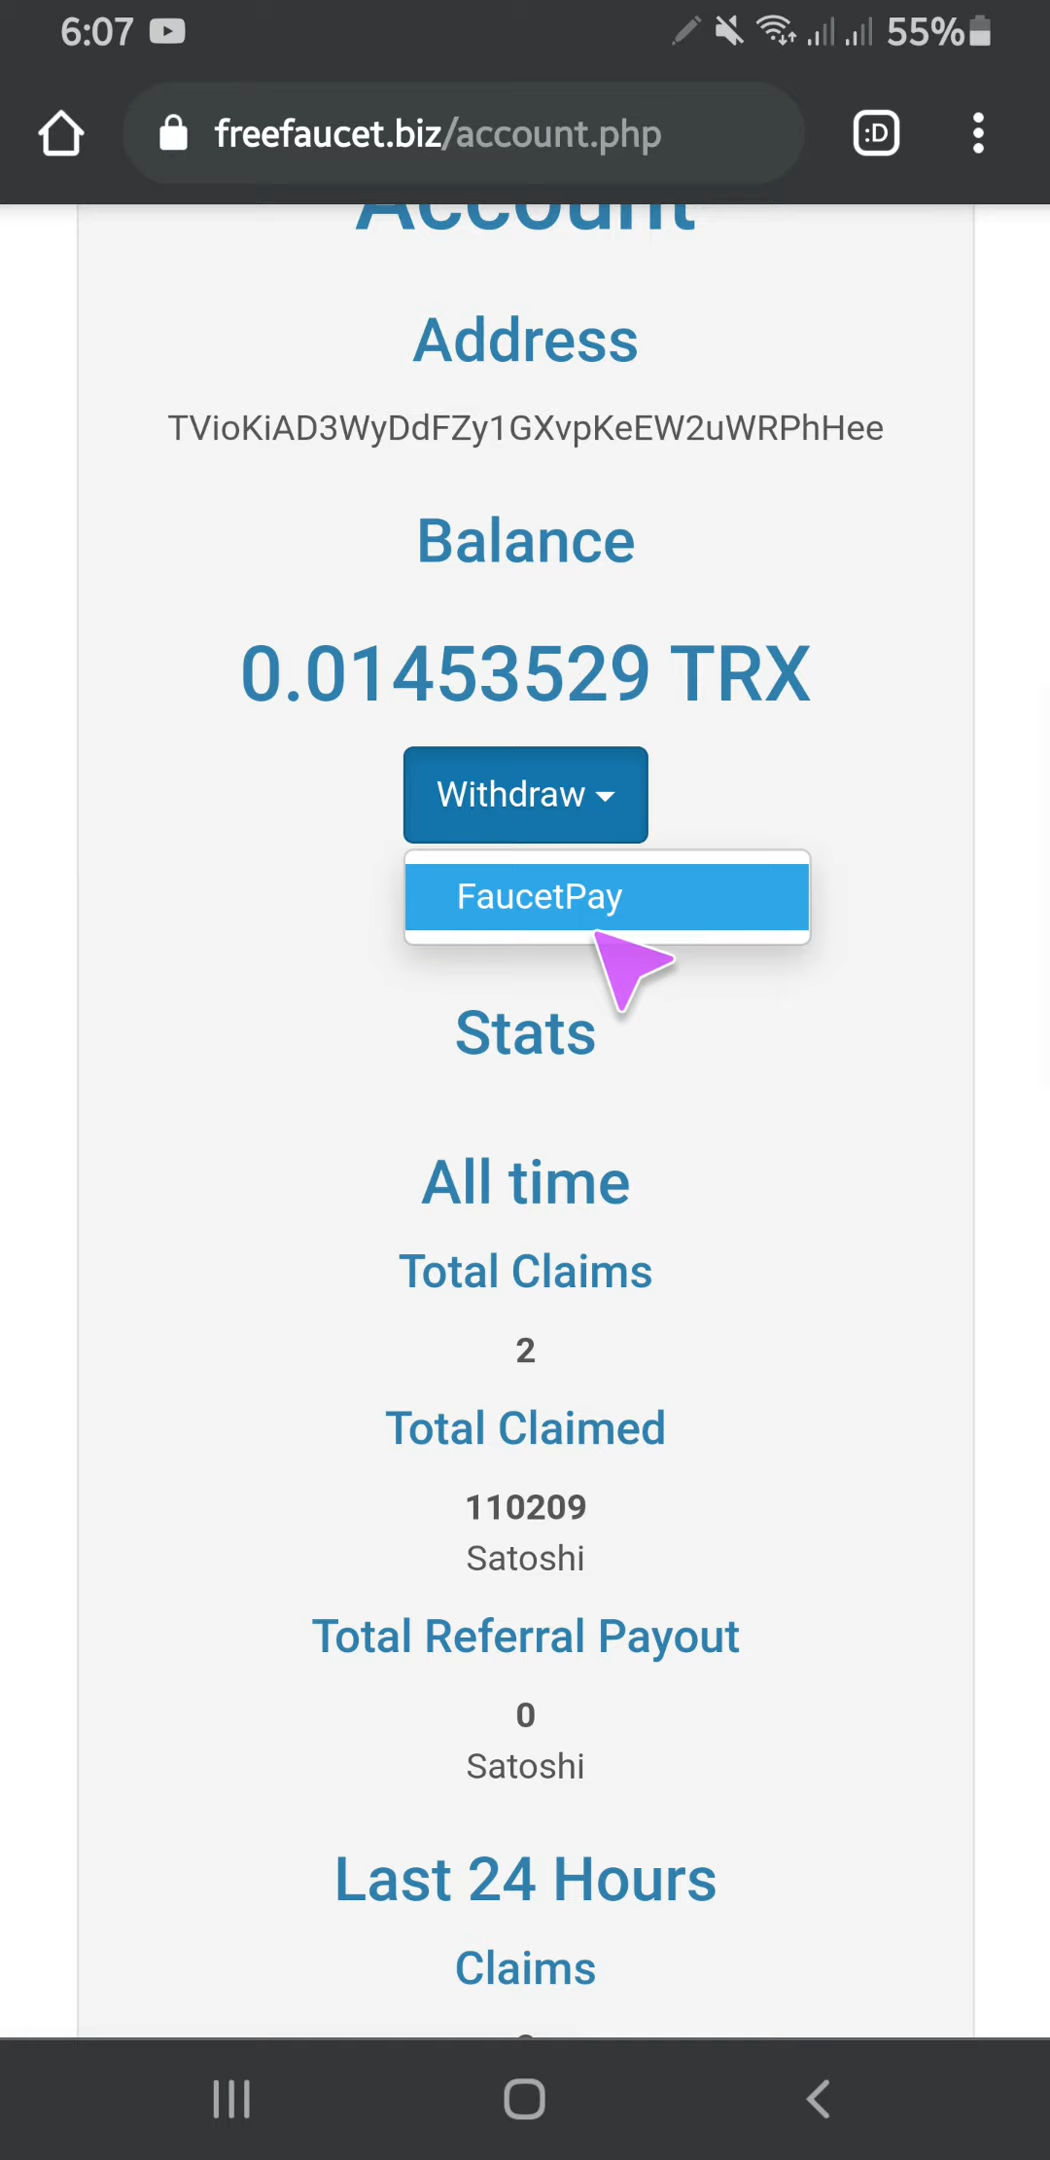 6:07
55%
freefaucet.biz/account.php
:D
Account
Address
TVioKiAD3WyDdFZy1GXvpKeEW2uWRPhHee
Balance
0.01453529 TRX
Withdraw
FaucetPay
Stats
All time
Total Claims
2
Total Claimed
110209
Satoshi
Total Referral Payout
0
Satoshi
Last 24 Hours
Claims